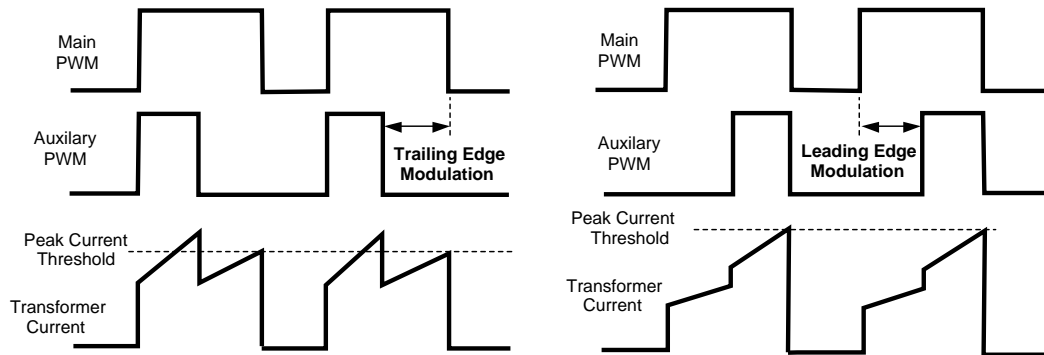 Main
PWM
Auxilary
PWM
Trailing Edge
Modulation
Peak Current
Threshold
Transformer
Current
Main
PWM
Auxilary
PWM
Leading Edge
Modulation
Peak Current
Threshold
Transformer
Current